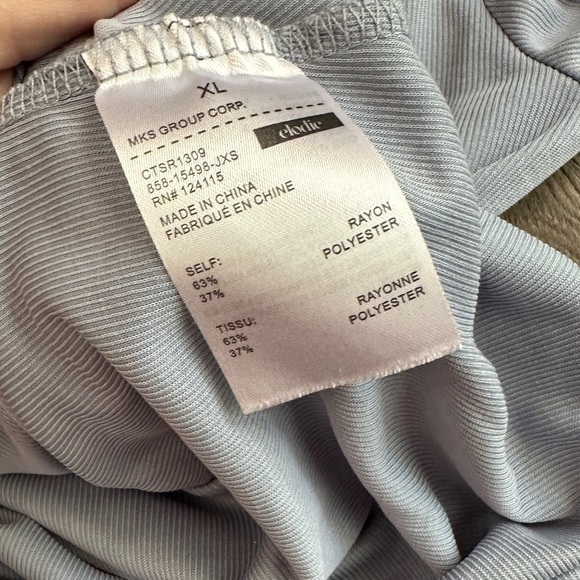 XL
MKS GROUP CORP.
elodie
CTSR1309
858-15498-JXS
RN# 124115
MADE IN CHINA
FABRIQUÉ EN CHINE
SELF:
63% RAYON
37% POLYESTER
TISSU:
63% RAYONNE
37% POLYESTER